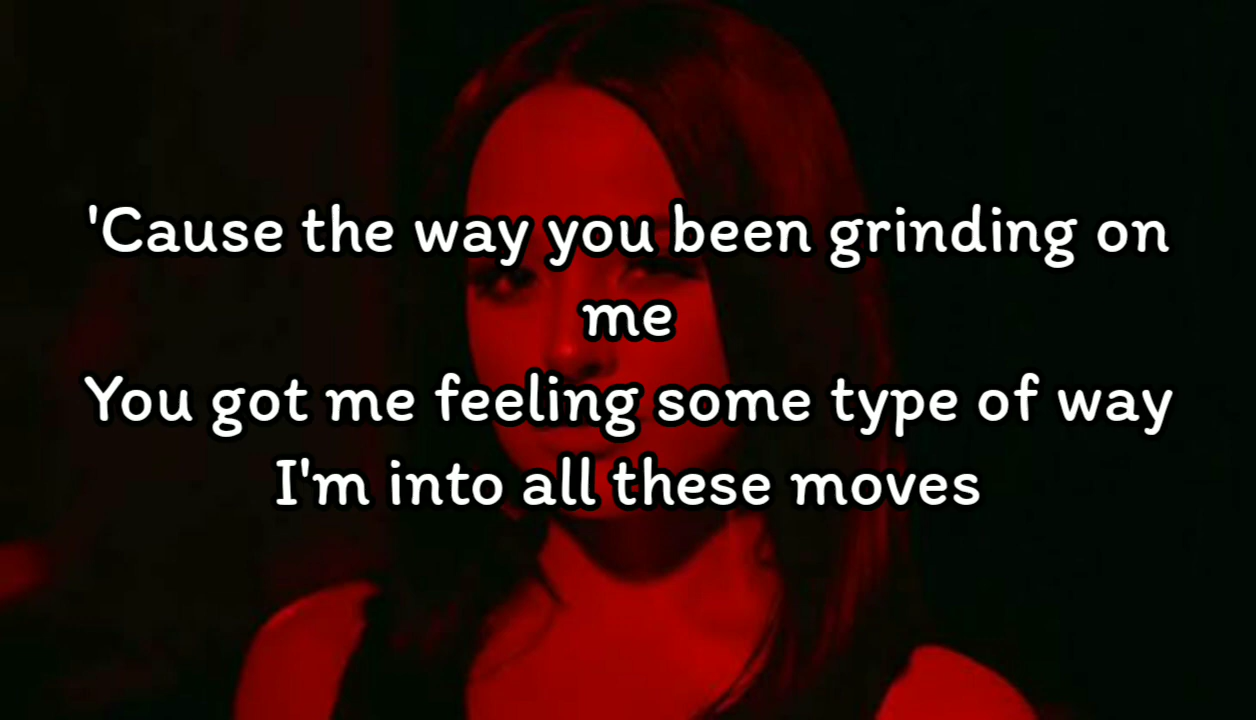 'Cause the way you been grinding on
me
You got me feeling some type of way
I'm into all these moves